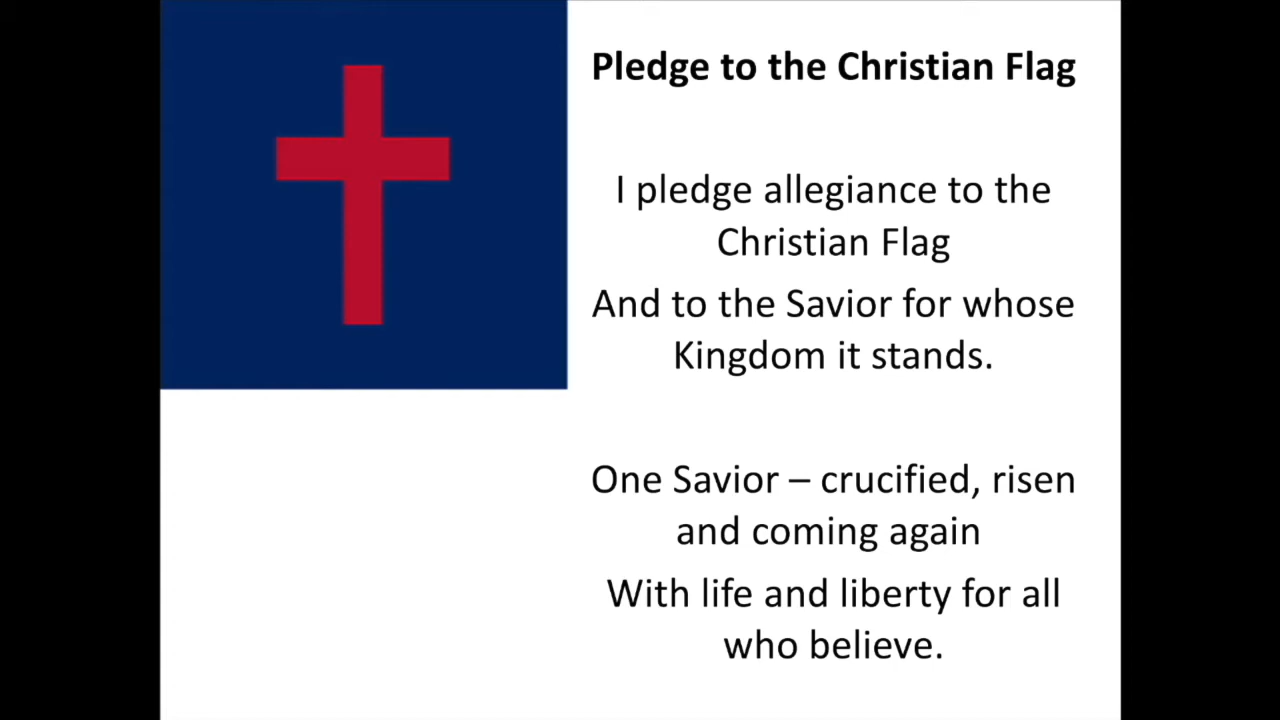 Pledge to the Christian Flag
I pledge allegiance to the
Christian Flag
And to the Savior for whose
Kingdom it stands.
One Savior – crucified, risen
and coming again
With life and liberty for all
who believe.